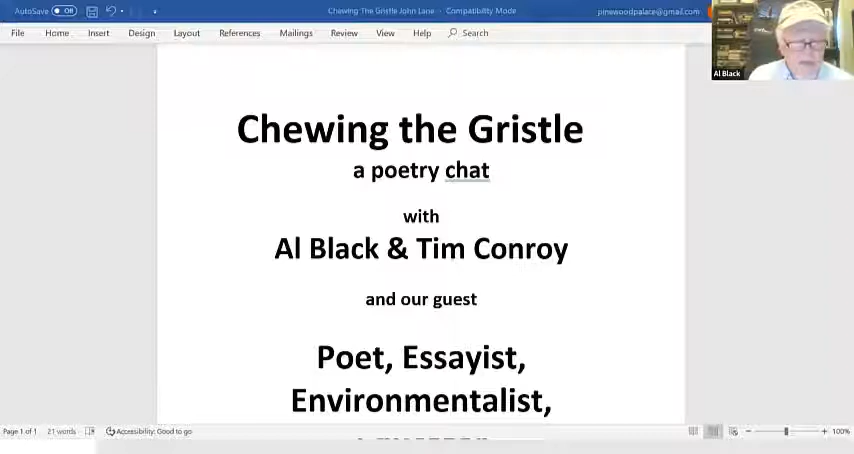 AutoSave Off
Chewing The Gristle John Lane - Compatibility Mode
pinewoodpalace@gmail.com
File Home Insert Design Layout References Mailings Review View Help Search
Al Black
Chewing the Gristle
a poetry chat
with
Al Black & Tim Conroy
and our guest
Poet, Essayist,
Environmentalist,
Page 1 of 1 21 words Accessibility: Good to go 100%